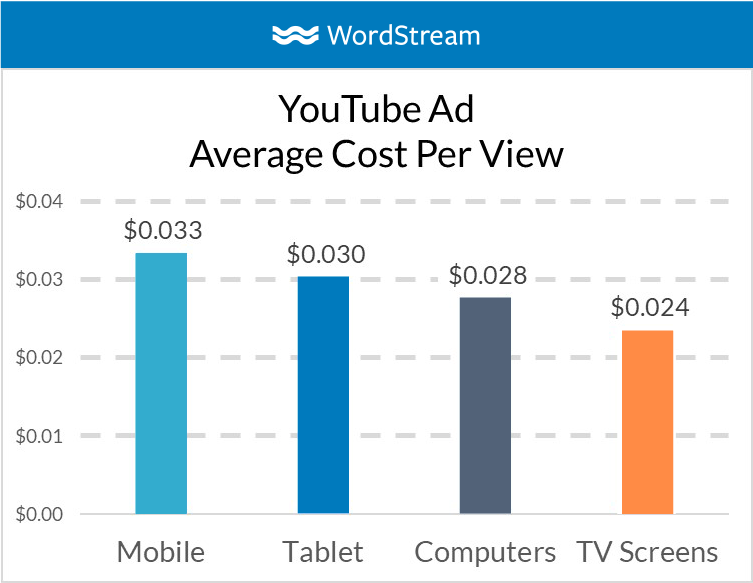 WordStream
YouTube Ad
Average Cost Per View
$0.04
$0.033
$0.030
$0.03
$0.028
$0.024
$0.02
$0.01
$0.00
Mobile Tablet Computers TV Screens